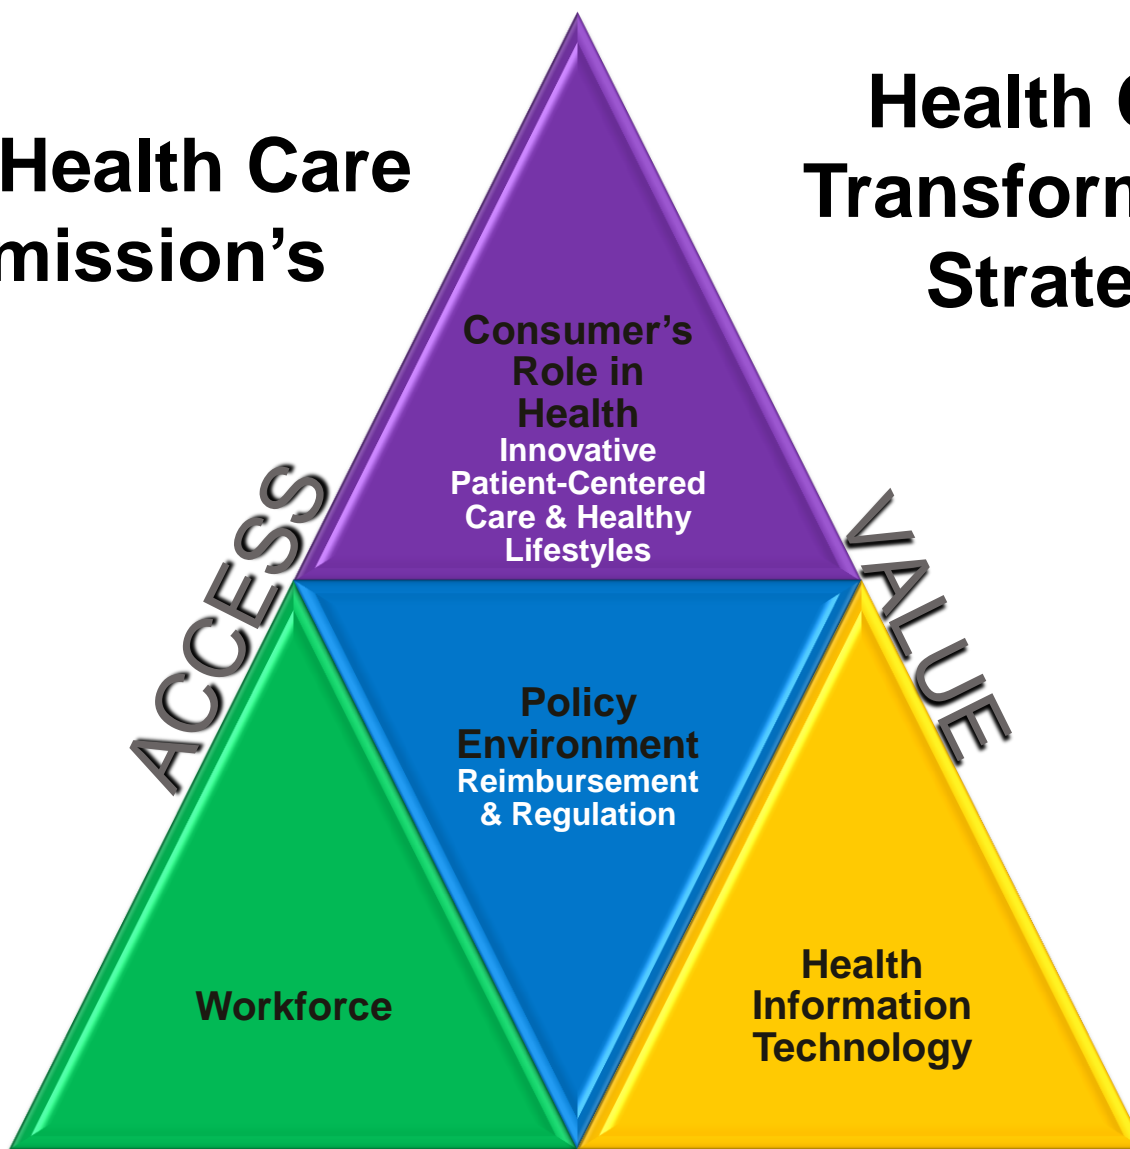 Health Care
mission's
Health
Transform
Strate
ACCESS
VALUE
Consumer’s
Role in
Health
Innovative
Patient-Centered
Care & Healthy
Lifestyles
Policy
Environment
Reimbursement
& Regulation
Workforce
Health
Information
Technology